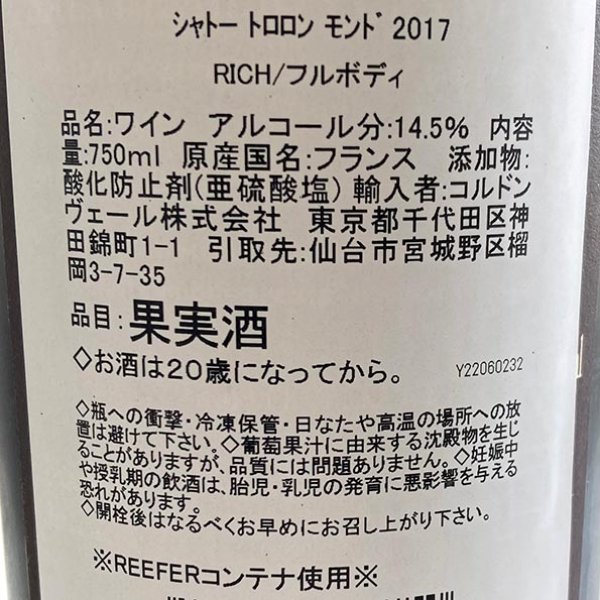 シャトー トロロン モンド 2017
RICH/フルボディ
品名:ワイン アルコール分:14.5% 内容
量:750ml 原産国名:フランス 添加物:
酸化防止剤(亜硫酸塩) 輸入者:コルドン
ヴェール株式会社 東京都千代田区神
田錦町1-1 引取先:仙台市宮城野区榴
岡3-7-35
品目:果実酒
◇お酒は20歳になってから。 Y22060232
◇瓶への衝撃・冷凍保管・日なたや高温の場所への放
置は避けて下さい。◇葡萄果汁に由来する沈殿物を生じ
ることがありますが、品質には問題ありません。◇妊娠中
や授乳期の飲酒は、胎児・乳児の発育に悪影響を与える
恐れがあります。
◇開栓後はなるべくお早めにお召し上がり下さい。
※REEFERコンテナ使用※